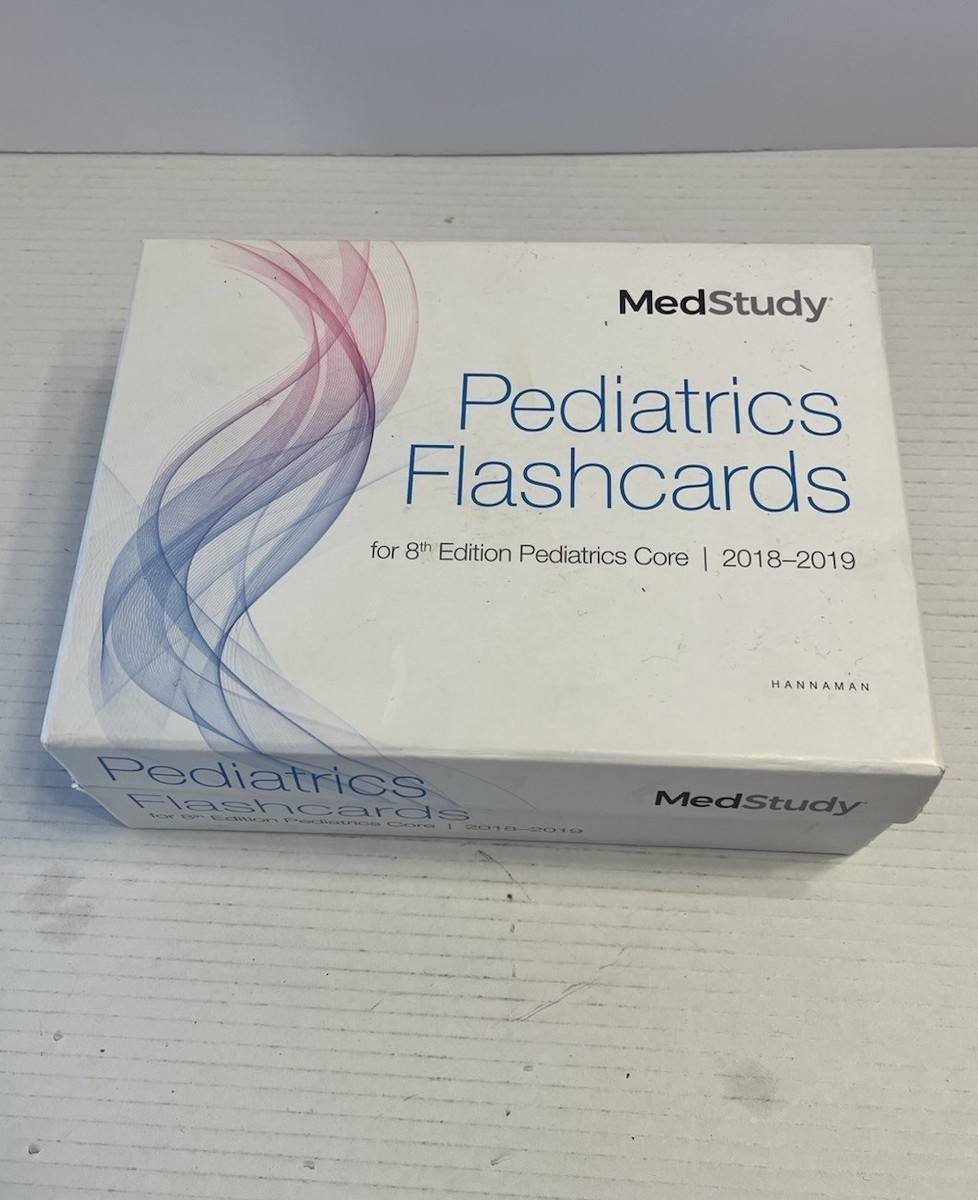 MedStudy
Pediatrics
Flashcards
for 8th Edition Pediatrics Core | 2018–2019
HANNAMAN
Pediatrics
Flashcards
for 8th Edition Pediatrics Core | 2018–2019
MedStudy